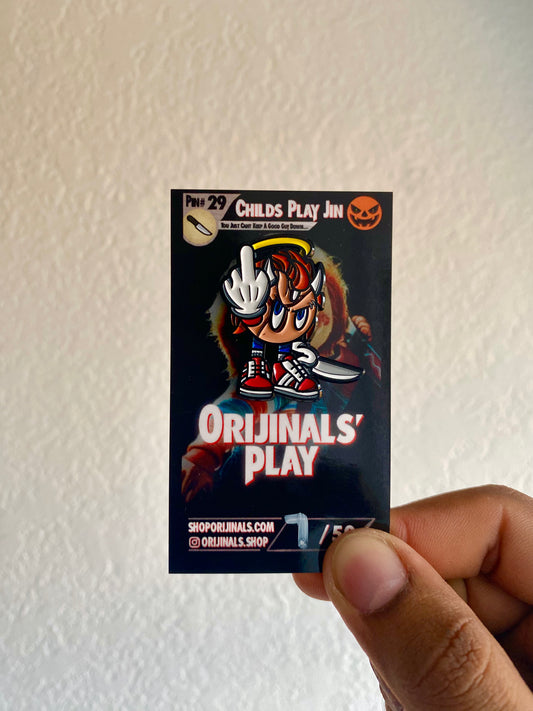 PIN# 29
CHILDS PLAY JIN
YOU JUST CANT KEEP A GOOD GUY DOWN...
ORIJINALS'
PLAY
SHOPORIJINALS.COM
ORIJINALS.SHOP
7 / 50